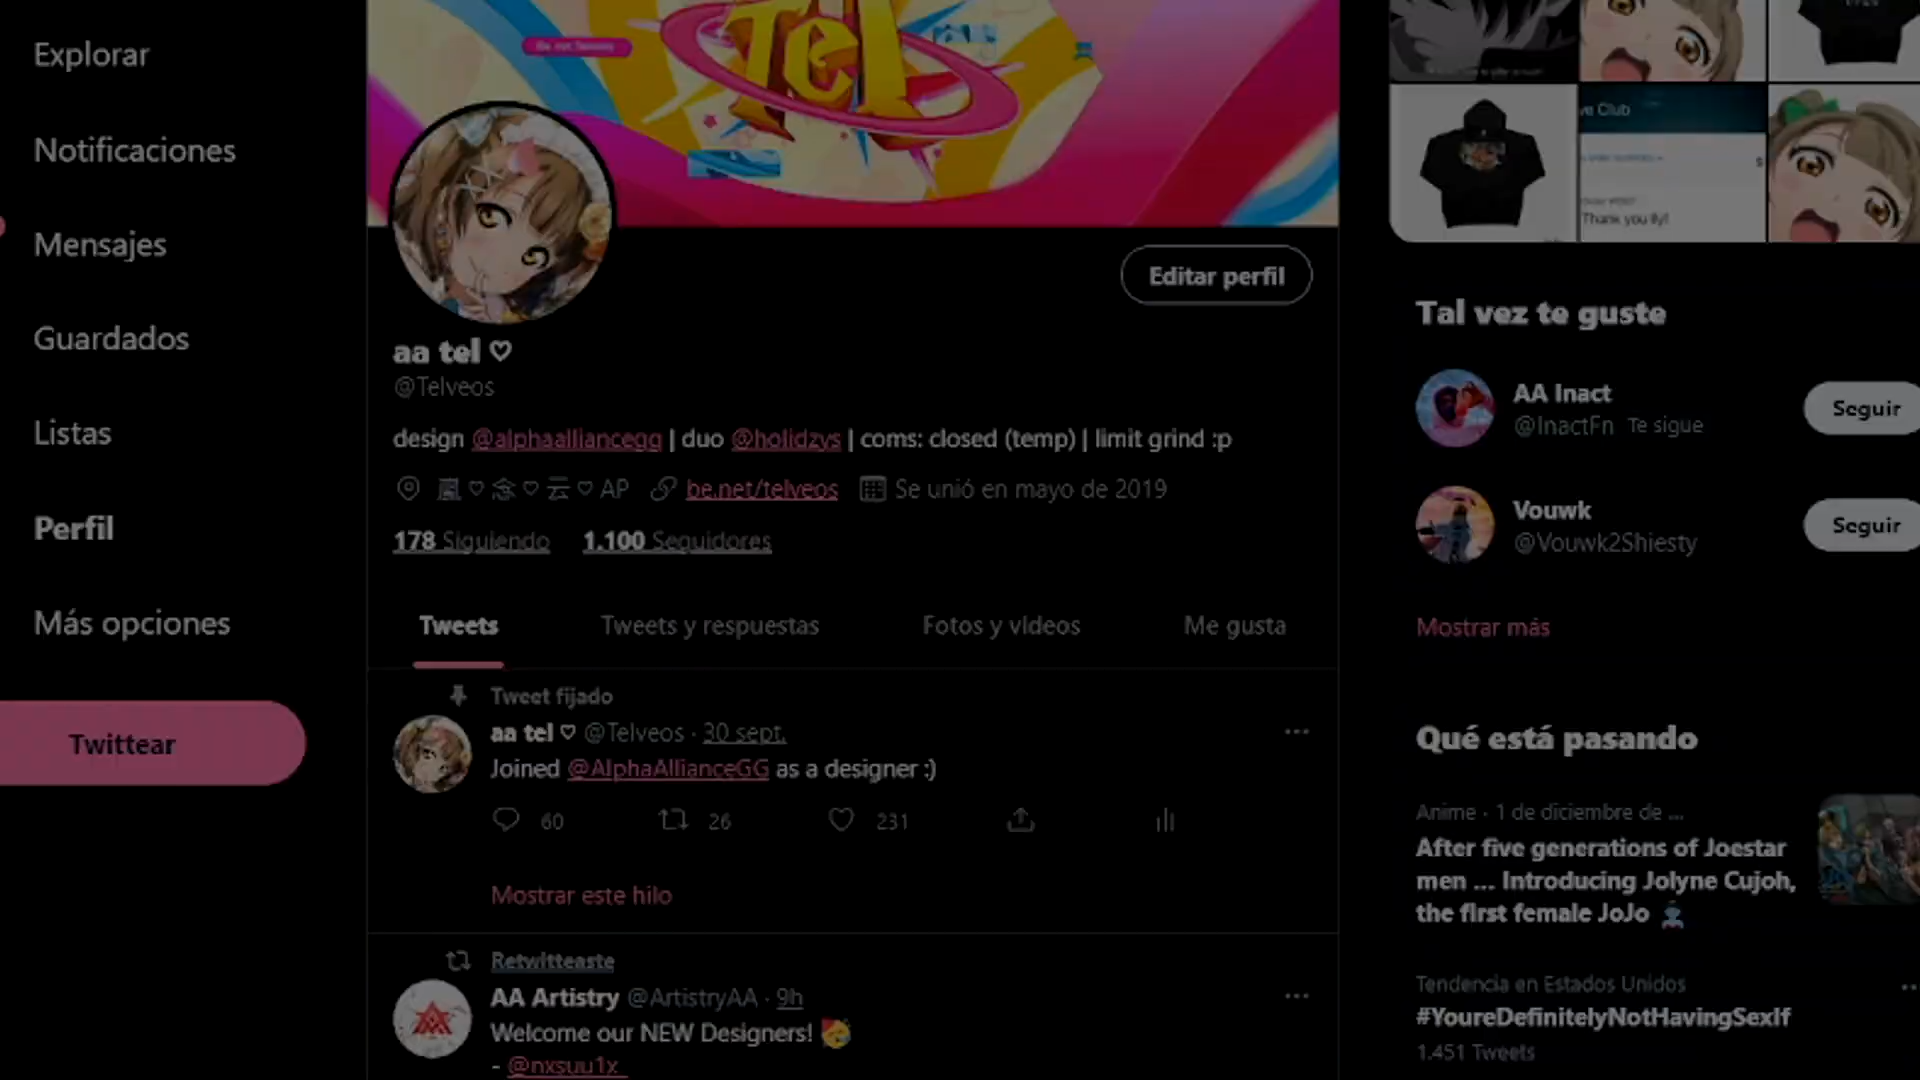 Explorar
Notificaciones
Mensajes
Guardados
Listas
Perfil
Más opciones
Twittear
Tel
Editar perfil
aa tel ♡
@Telveos
design @alphaalliancegg | duo @holidzys | coms: closed (temp) | limit grind :p
♡ 念 ♡ 云 ♡ AP be.net/telveos Se unió en mayo de 2019
178 Siguiendo 1.100 Seguidores
Tweets Tweets y respuestas Fotos y videos Me gusta
Tweet fijado
aa tel ♡ @Telveos · 30 sept.
Joined @AlphaAllianceGG as a designer :)
60 26 231
Mostrar este hilo
Retwitteaste
AA Artistry @ArtistryAA · 9h
Welcome our NEW Designers! 🥳
- @nxsuu1x_
ve Club
Thank you ily!
Tal vez te guste
AA Inact
@InactFn Te sigue
Seguir
Vouwk
@Vouwk2Shiesty
Seguir
Mostrar más
Qué está pasando
Anime · 1 de diciembre de ...
After five generations of Joestar
men ... Introducing Jolyne Cujoh,
the first female JoJo
Tendencia en Estados Unidos
#YoureDefinitelyNotHavingSexIf
1.451 Tweets